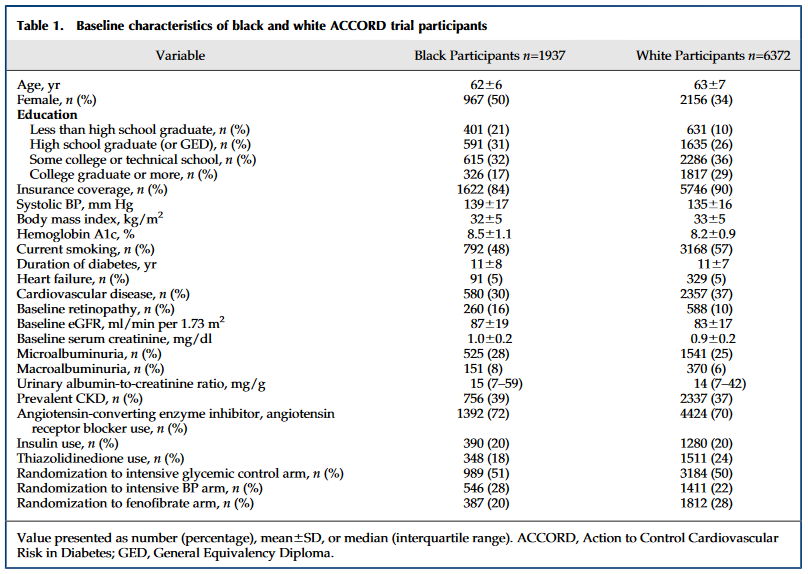 Table 1. Baseline characteristics of black and white ACCORD trial participants
Variable Black Participants n=1937 White Participants n=6372
Age, yr 62±6 63±7
Female, n (%) 967 (50) 2156 (34)
Education
Less than high school graduate, n (%) 401 (21) 631 (10)
High school graduate (or GED), n (%) 591 (31) 1635 (26)
Some college or technical school, n (%) 615 (32) 2286 (36)
College graduate or more, n (%) 326 (17) 1817 (29)
Insurance coverage, n (%) 1622 (84) 5746 (90)
Systolic BP, mm Hg 139±17 135±16
Body mass index, kg/m² 32±5 33±5
Hemoglobin A1c, % 8.5±1.1 8.2±0.9
Current smoking, n (%) 792 (48) 3168 (57)
Duration of diabetes, yr 11±8 11±7
Heart failure, n (%) 91 (5) 329 (5)
Cardiovascular disease, n (%) 580 (30) 2357 (37)
Baseline retinopathy, n (%) 260 (16) 588 (10)
Baseline eGFR, ml/min per 1.73 m² 87±19 83±17
Baseline serum creatinine, mg/dl 1.0±0.2 0.9±0.2
Microalbuminuria, n (%) 525 (28) 1541 (25)
Macroalbuminuria, n (%) 151 (8) 370 (6)
Urinary albumin-to-creatinine ratio, mg/g 15 (7–59) 14 (7–42)
Prevalent CKD, n (%) 756 (39) 2337 (37)
Angiotensin-converting enzyme inhibitor, angiotensin 1392 (72) 4424 (70)
receptor blocker use, n (%)
Insulin use, n (%) 390 (20) 1280 (20)
Thiazolidinedione use, n (%) 348 (18) 1511 (24)
Randomization to intensive glycemic control arm, n (%) 989 (51) 3184 (50)
Randomization to intensive BP arm, n (%) 546 (28) 1411 (22)
Randomization to fenofibrate arm, n (%) 387 (20) 1812 (28)
Value presented as number (percentage), mean±SD, or median (interquartile range). ACCORD, Action to Control Cardiovascular
Risk in Diabetes; GED, General Equivalency Diploma.